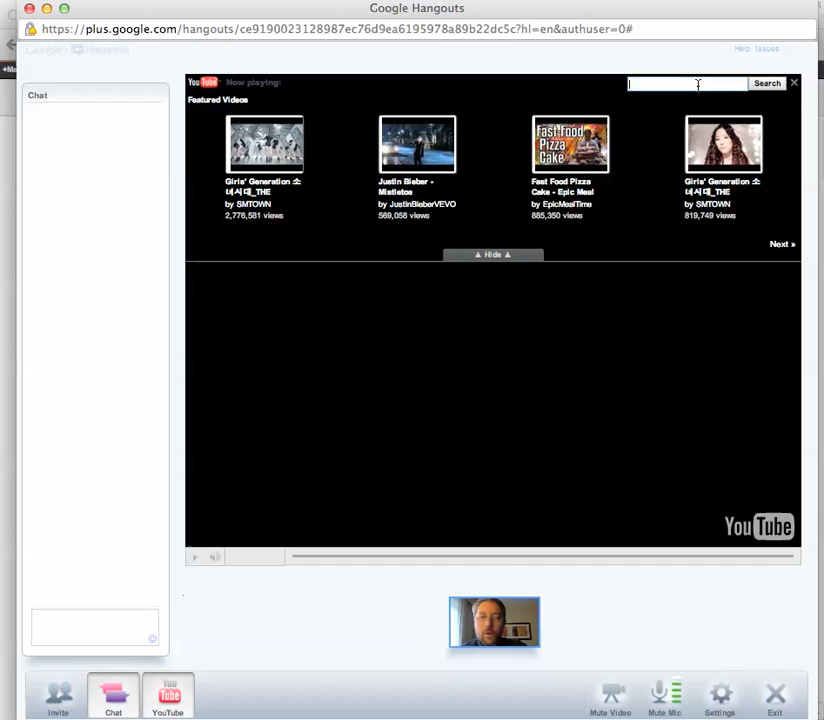 Google Hangouts
https://plus.google.com/hangouts/ce9190023128987ec76d9ea6195978a89b22dc5c?hl=en&authuser=0#
Google+ Hangouts
Help Issues
Chat
YouTube Now playing:
Search
Featured Videos
Fast Food Pizza Cake
Girls' Generation 소
녀시대_THE
by SMTOWN
2,776,581 views
Justin Bieber -
Mistletoe
by JustinBieberVEVO
569,058 views
Fast Food Pizza
Cake - Epic Meal
by EpicMealTime
885,350 views
Girls' Generation 소
녀시대_THE
by SMTOWN
819,749 views
Next »
▲ Hide ▲
YouTube
Invite
Chat
You Tube
YouTube
Mute Video
Mute Mic
Settings
Exit